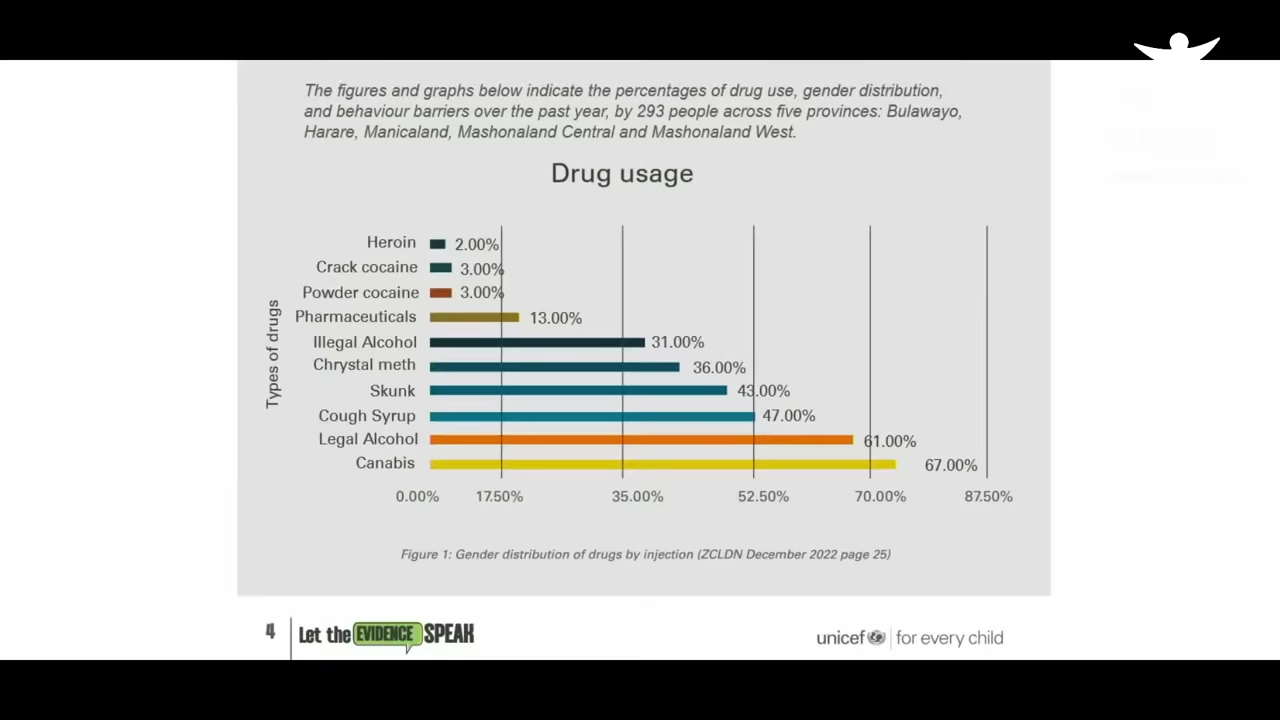 The figures and graphs below indicate the percentages of drug use, gender distribution,
and behaviour barriers over the past year, by 293 people across five provinces: Bulawayo,
Harare, Manicaland, Mashonaland Central and Mashonaland West.
Drug usage
Types of drugs
Heroin 2.00%
Crack cocaine 3.00%
Powder cocaine 3.00%
Pharmaceuticals 13.00%
Illegal Alcohol 31.00%
Chrystal meth 36.00%
Skunk 43.00%
Cough Syrup 47.00%
Legal Alcohol 61.00%
Canabis 67.00%
0.00% 17.50% 35.00% 52.50% 70.00% 87.50%
Figure 1: Gender distribution of drugs by injection (ZCLDN December 2022 page 25)
4 Let the EVIDENCE SPEAK unicef for every child